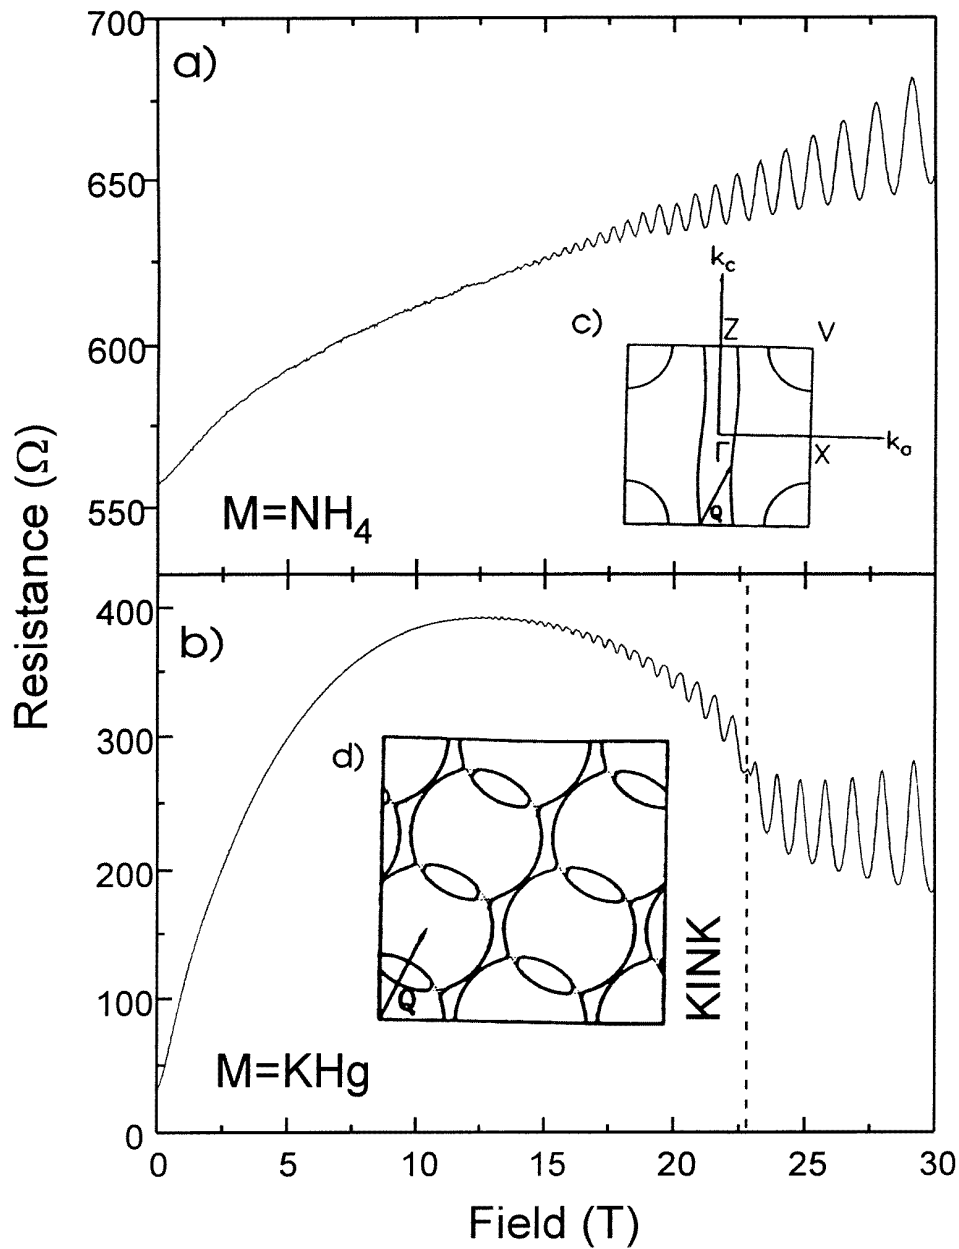 700
a)
650
k_c
c)
Z
V
600
Γ
X
k_a
Q
550
M=NH₄
Resistance (Ω)
400
b)
300
d)
200
KINK
Q
100
M=KHg
0
0 5 10 15 20 25 30
Field (T)